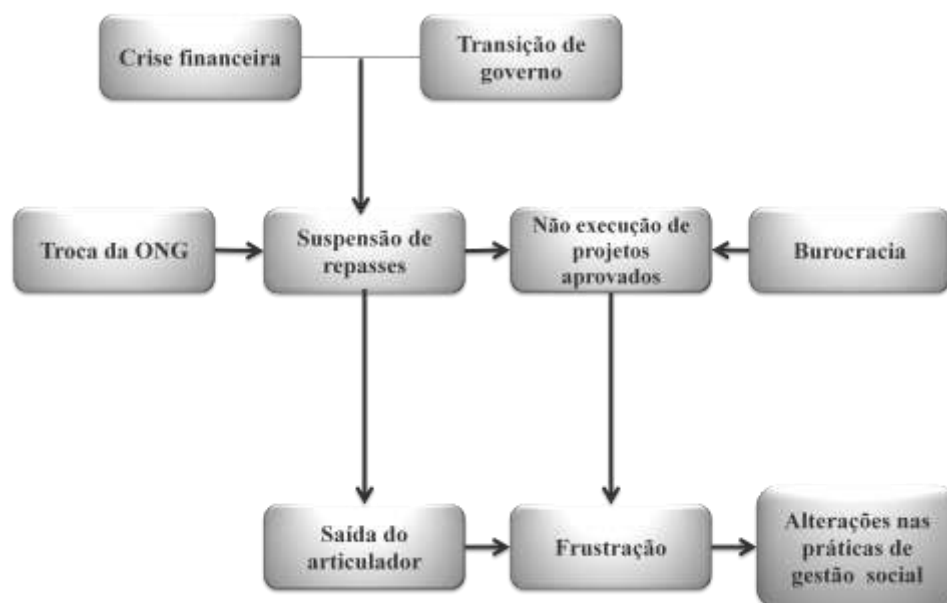 Crise financeira
Transição de
governo
Troca da ONG
Suspensão de
repasses
Não execução de
projetos
aprovados
Burocracia
Saída do
articulador
Frustração
Alterações nas
práticas de
gestão social